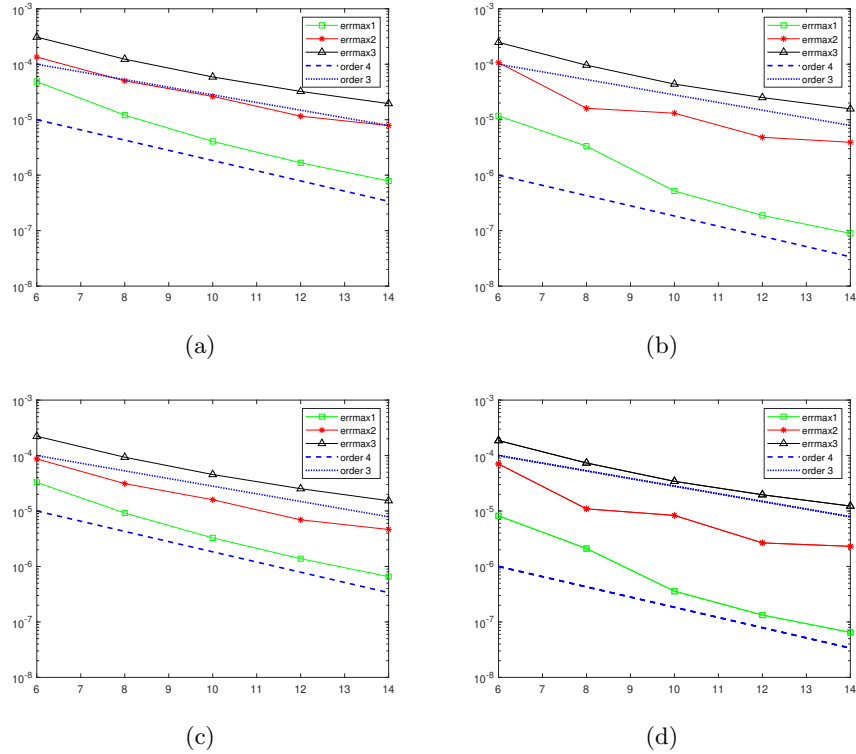 10-3
10-4
10-5
10-6
10-7
10-8
6 7 8 9 10 11 12 13 14
errmax1
errmax2
errmax3
order 4
order 3
(a)
10-3
10-4
10-5
10-6
10-7
10-8
6 7 8 9 10 11 12 13 14
errmax1
errmax2
errmax3
order 4
order 3
(b)
10-3
10-4
10-5
10-6
10-7
10-8
6 7 8 9 10 11 12 13 14
errmax1
errmax2
errmax3
order 4
order 3
(c)
10-3
10-4
10-5
10-6
10-7
10-8
6 7 8 9 10 11 12 13 14
errmax1
errmax2
errmax3
order 4
order 3
(d)